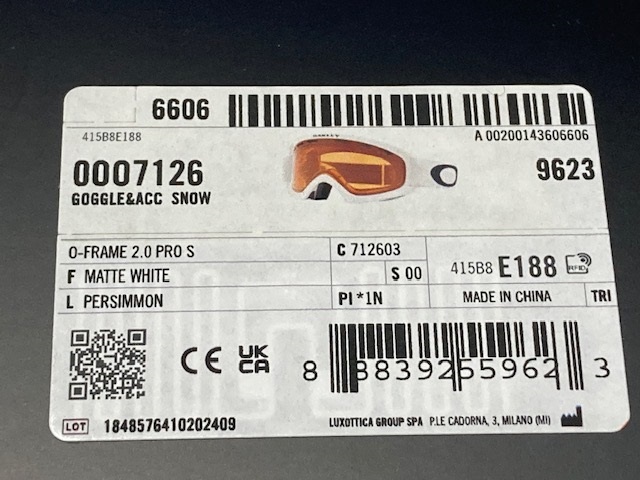 6606
415B8E188
A 00200143606606
0007126
9623
GOGGLE&ACC SNOW
OAKLEY
O-FRAME 2.0 PRO S
C 712603
F MATTE WHITE
S 00
415B8 E188
RFID
L PERSIMMON
PI *1N
MADE IN CHINA
TRI
CE UK CA
8 883925 55962 3
LOT 1848576410202409
LUXOTTICA GROUP SPA P.LE CADORNA, 3, MILANO (MI)